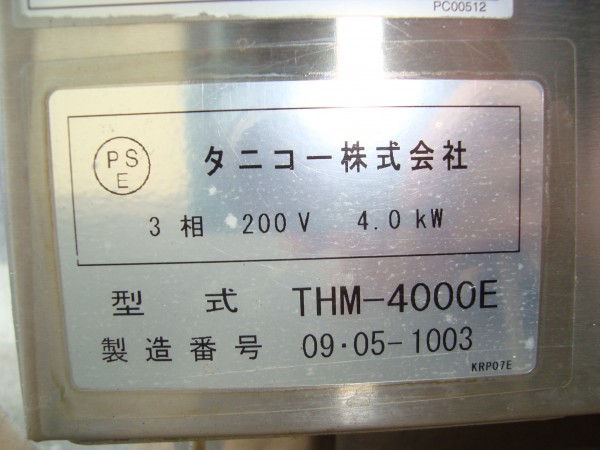 PC00512
PS
E
タニコー株式会社
3相 200V 4.0kW
型 式 THM-4000E
製造番号 09・05-1003
KRP07E